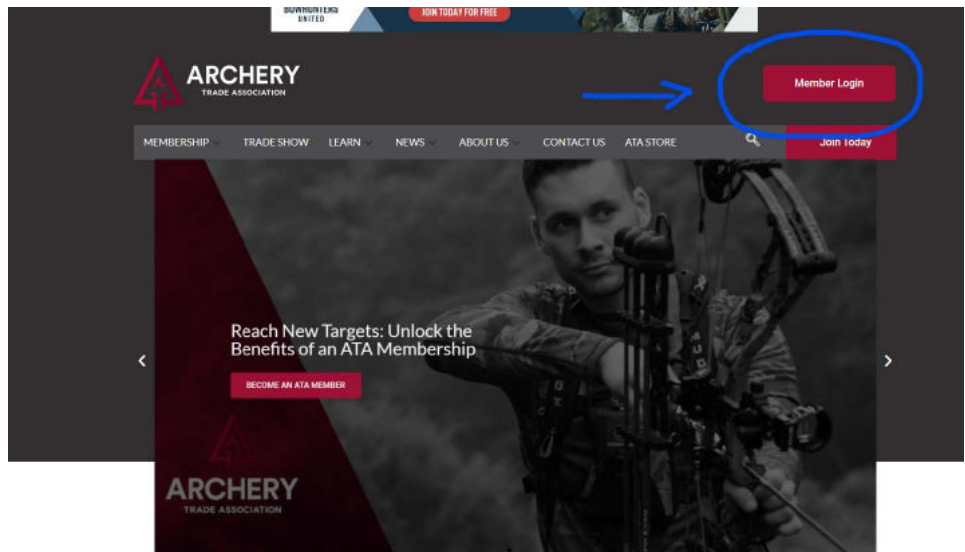 BOWHUNTERS
UNITED
JOIN TODAY FOR FREE
ARCHERY
TRADE ASSOCIATION
Member Login
MEMBERSHIP
TRADE SHOW
LEARN
NEWS
ABOUT US
CONTACT US
ATA STORE
Join Today
Reach New Targets: Unlock the
Benefits of an ATA Membership
BECOME AN ATA MEMBER
ARCHERY
TRADE ASSOCIATION